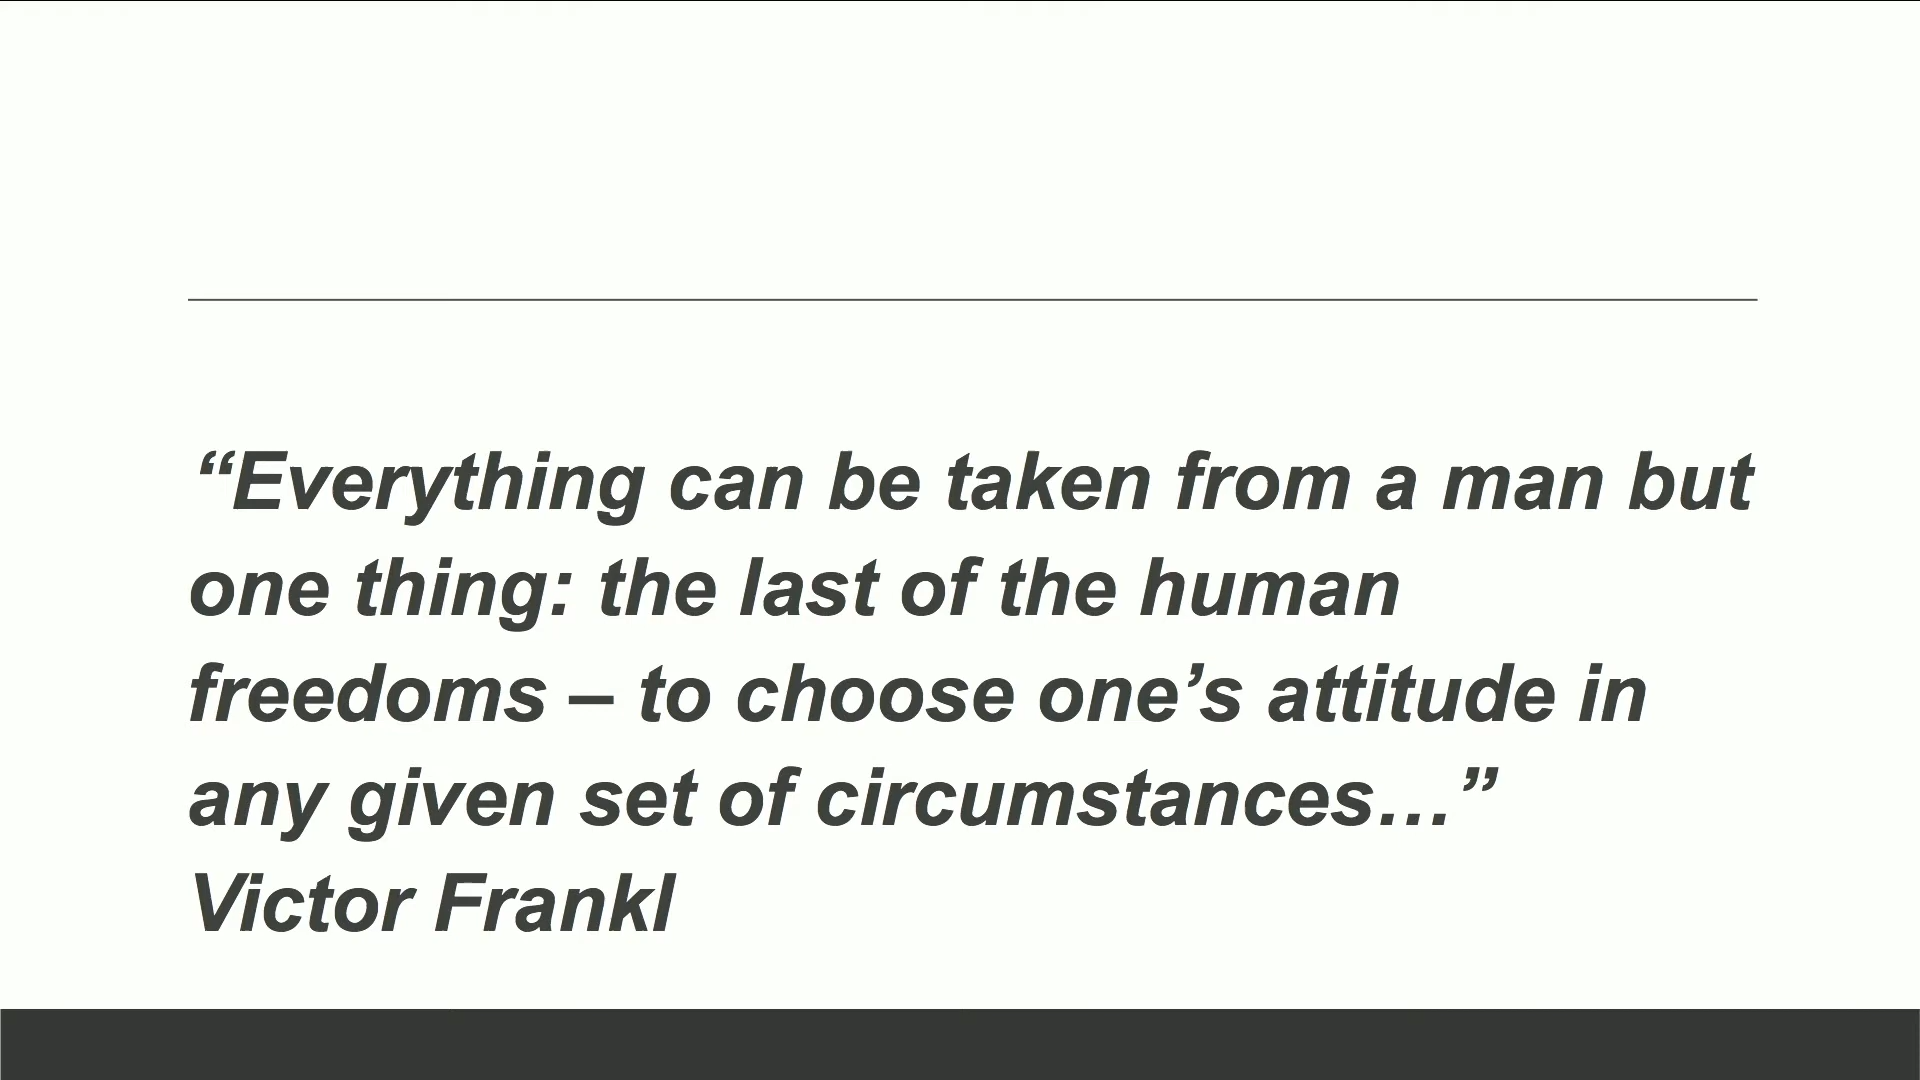 “Everything can be taken from a man but
one thing: the last of the human
freedoms – to choose one’s attitude in
any given set of circumstances…”
Victor Frankl